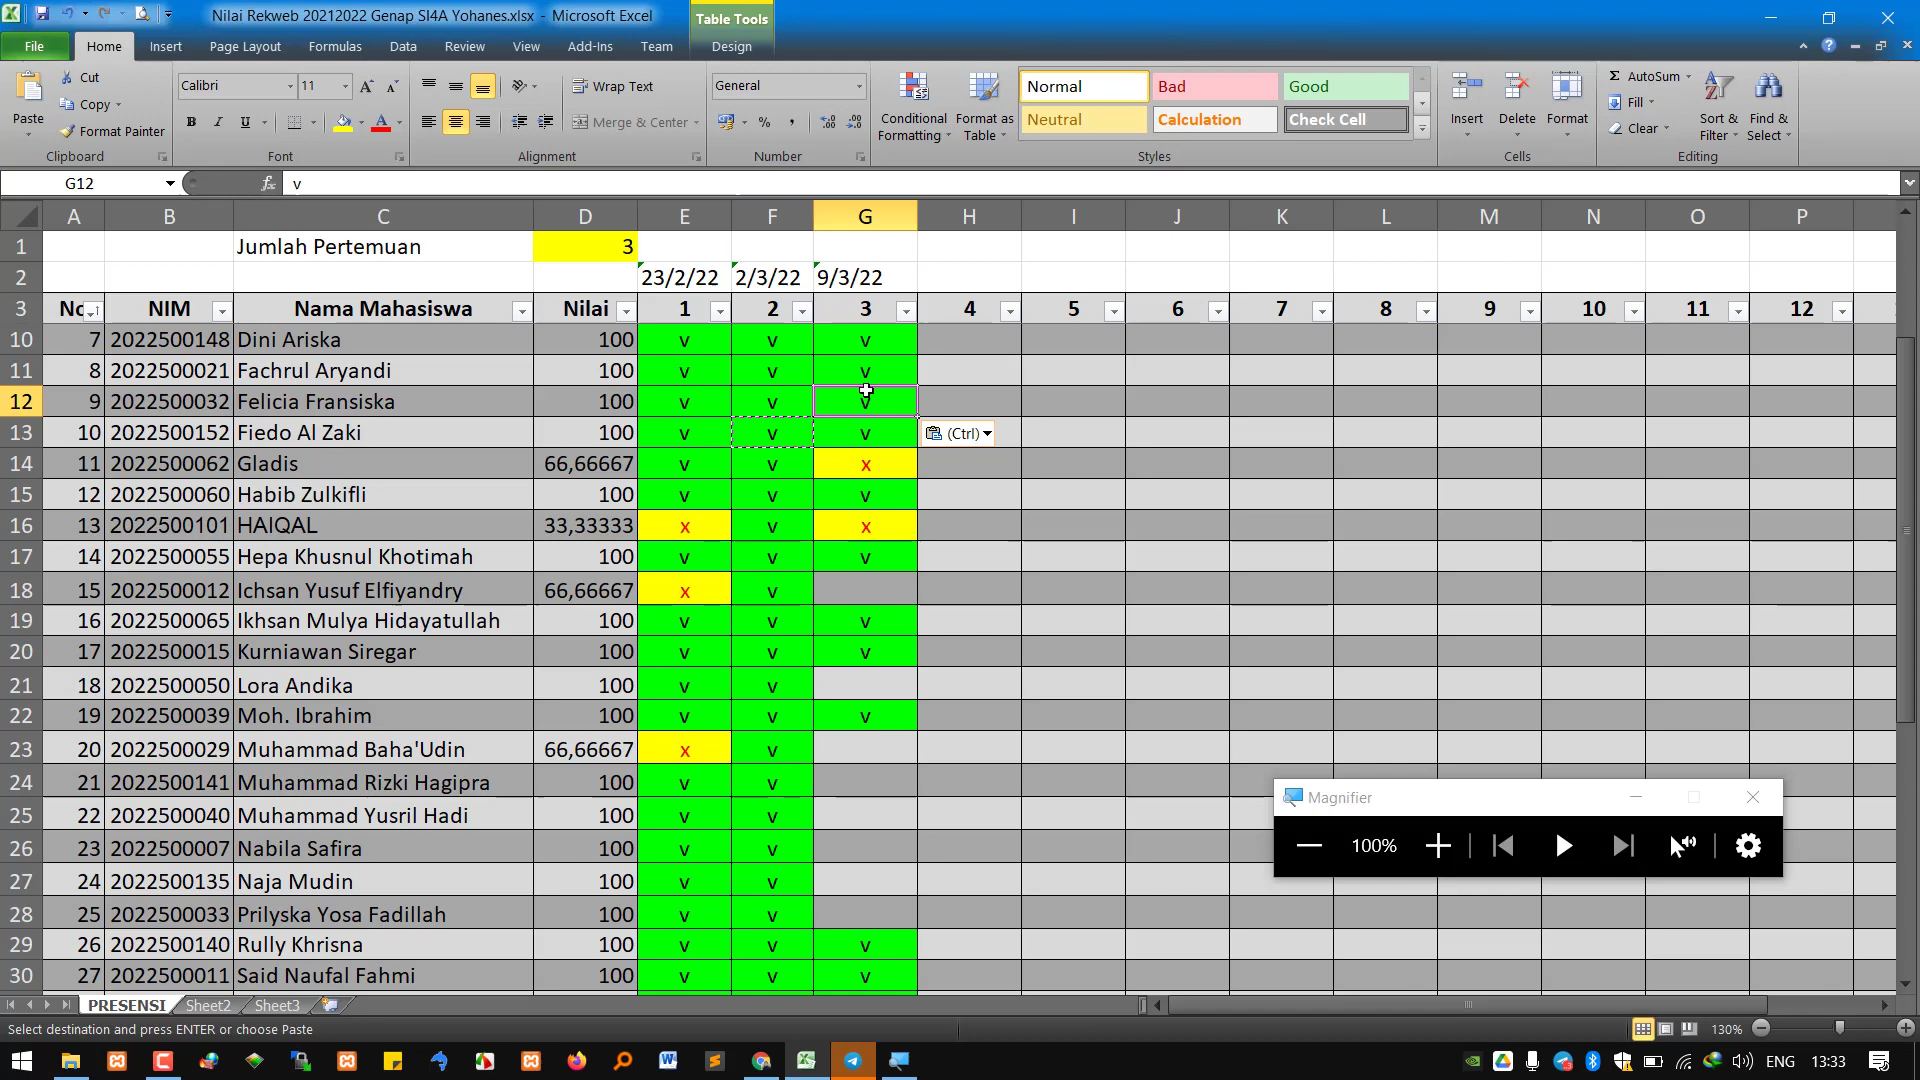 Nilai Rekweb 20212022 Genap SI4A Yohanes.xlsx - Microsoft Excel
Table Tools
File Home Insert Page Layout Formulas Data Review View Add-Ins Team Design
Paste Cut Copy Format Painter Clipboard
Calibri 11 B I U A Font
Wrap Text Merge & Center Alignment
General % , Number
Conditional Formatting Format as Table Normal Bad Good Neutral Calculation Check Cell Styles
Insert Delete Format Cells
Σ AutoSum Fill Clear Sort & Filter Find & Select Editing
G12 fx v
A B C D E F G H I J K L M N O P
1 Jumlah Pertemuan 3
2 23/2/22 2/3/22 9/3/22
3 No NIM Nama Mahasiswa Nilai 1 2 3 4 5 6 7 8 9 10 11 12
10 7 2022500148 Dini Ariska 100 v v v
11 8 2022500021 Fachrul Aryandi 100 v v v
12 9 2022500032 Felicia Fransiska 100 v v v
13 10 2022500152 Fiedo Al Zaki 100 v v v (Ctrl)
14 11 2022500062 Gladis 66,66667 v v x
15 12 2022500060 Habib Zulkifli 100 v v v
16 13 2022500101 HAIQAL 33,33333 x v x
17 14 2022500055 Hepa Khusnul Khotimah 100 v v v
18 15 2022500012 Ichsan Yusuf Elfiyandry 66,66667 x v
19 16 2022500065 Ikhsan Mulya Hidayatullah 100 v v v
20 17 2022500015 Kurniawan Siregar 100 v v v
21 18 2022500050 Lora Andika 100 v v
22 19 2022500039 Moh. Ibrahim 100 v v v
23 20 2022500029 Muhammad Baha'Udin 66,66667 x v
24 21 2022500141 Muhammad Rizki Hagipra 100 v v
25 22 2022500040 Muhammad Yusril Hadi 100 v v
26 23 2022500007 Nabila Safira 100 v v
27 24 2022500135 Naja Mudin 100 v v
28 25 2022500033 Prilyska Yosa Fadillah 100 v v
29 26 2022500140 Rully Khrisna 100 v v v
30 27 2022500011 Said Naufal Fahmi 100 v v v
Magnifier
100%
PRESENSI Sheet2 Sheet3
Select destination and press ENTER or choose Paste 130%
ENG 13:33